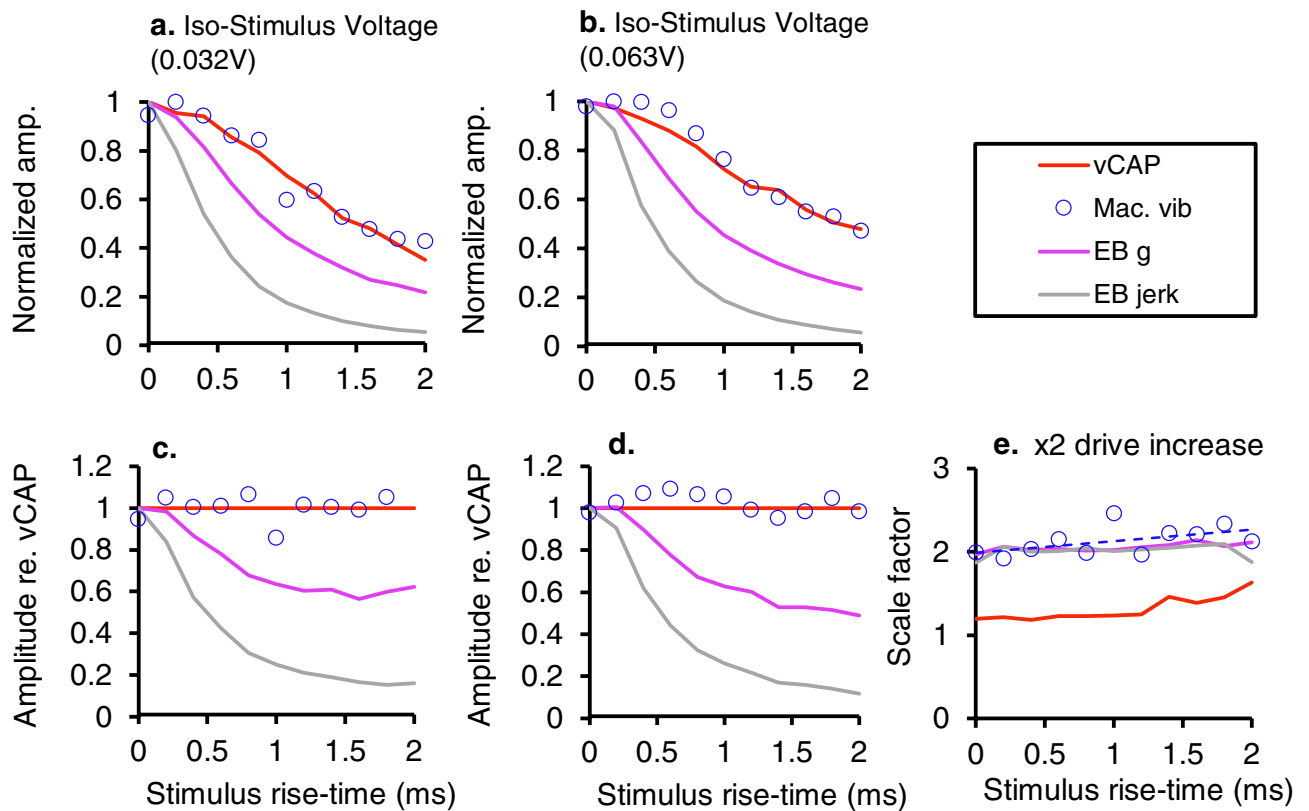 a. Iso-Stimulus Voltage
(0.032V)
Normalized amp.
1
0.8
0.6
0.4
0.2
0
0 0.5 1 1.5 2
b. Iso-Stimulus Voltage
(0.063V)
Normalized amp.
1
0.8
0.6
0.4
0.2
0
0 0.5 1 1.5 2
vCAP
Mac. vib
EB g
EB jerk
c.
Amplitude re. vCAP
1.2
1
0.8
0.6
0.4
0.2
0
0 0.5 1 1.5 2
Stimulus rise-time (ms)
d.
Amplitude re. vCAP
1.2
1
0.8
0.6
0.4
0.2
0
0 0.5 1 1.5 2
Stimulus rise-time (ms)
e. x2 drive increase
Scale factor
3
2
1
0
0 0.5 1 1.5 2
Stimulus rise-time (ms)